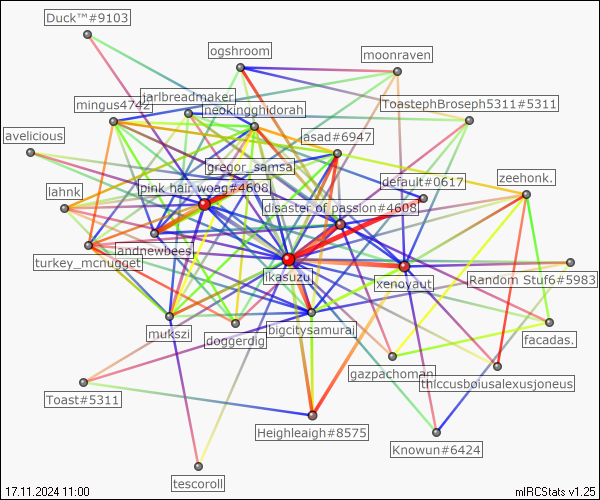 Duck™#9103
ogshroom
moonraven
jarlbreadmaker
mingus4742
neokingghidorah
ToastephBroseph5311#5311
avelicious
asad#6947
gregor_samsa
zeehonk.
default#0617
pink hair woag#4608
lahnk
disaster of passion#4608
landnewbees
turkey_mcnugget
ikasuzu
xenoyaut
Random Stuf6#5983
mukszi
bigcitysamurai
doggerdig
facadas.
gazpachoman
thiccusboiusalexusjoneus
Toast#5311
Heighleaigh#8575
Knowun#6424
tescoroll
17.11.2024 11:00
mIRCStats v1.25